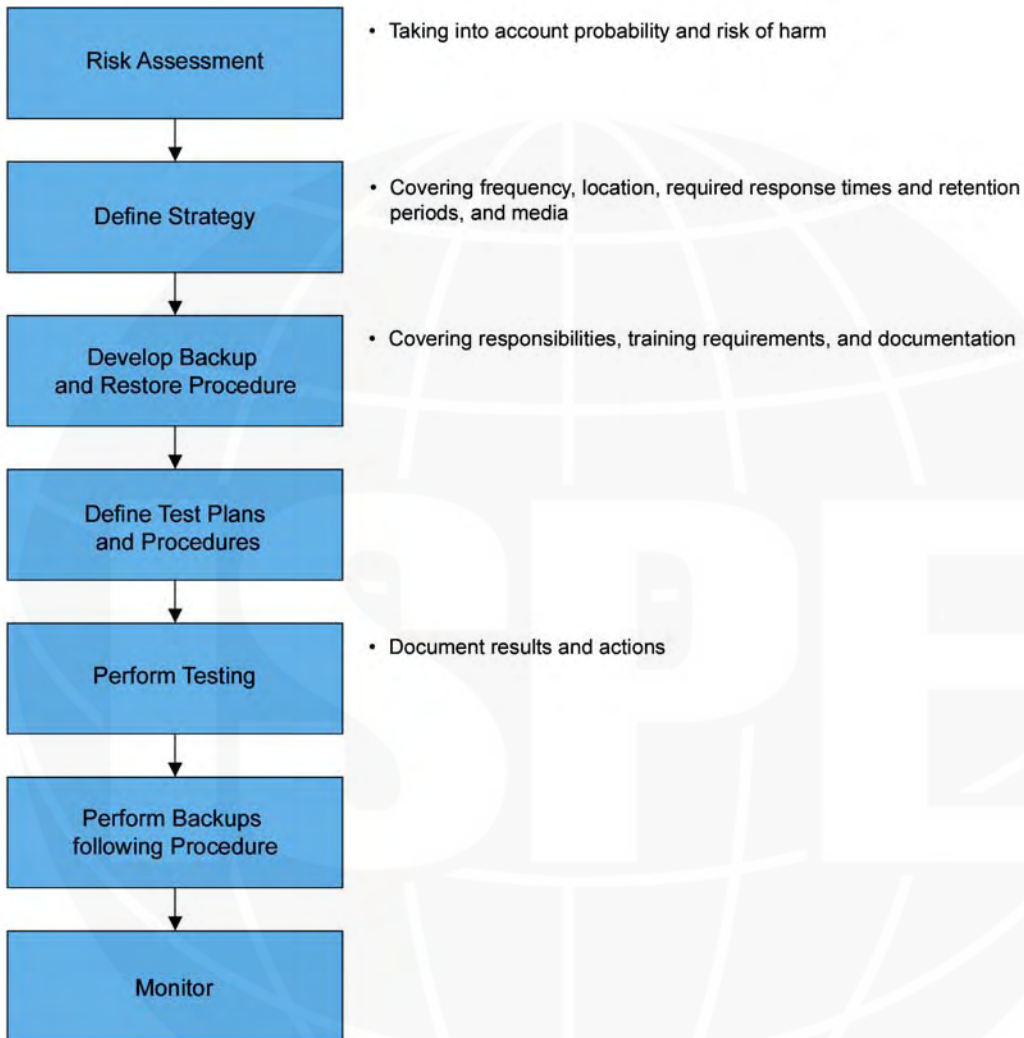 Risk Assessment
• Taking into account probability and risk of harm
Define Strategy
• Covering frequency, location, required response times and retention
periods, and media
Develop Backup
and Restore Procedure
• Covering responsibilities, training requirements, and documentation
Define Test Plans
and Procedures
Perform Testing
• Document results and actions
Perform Backups
following Procedure
Monitor
ISPE